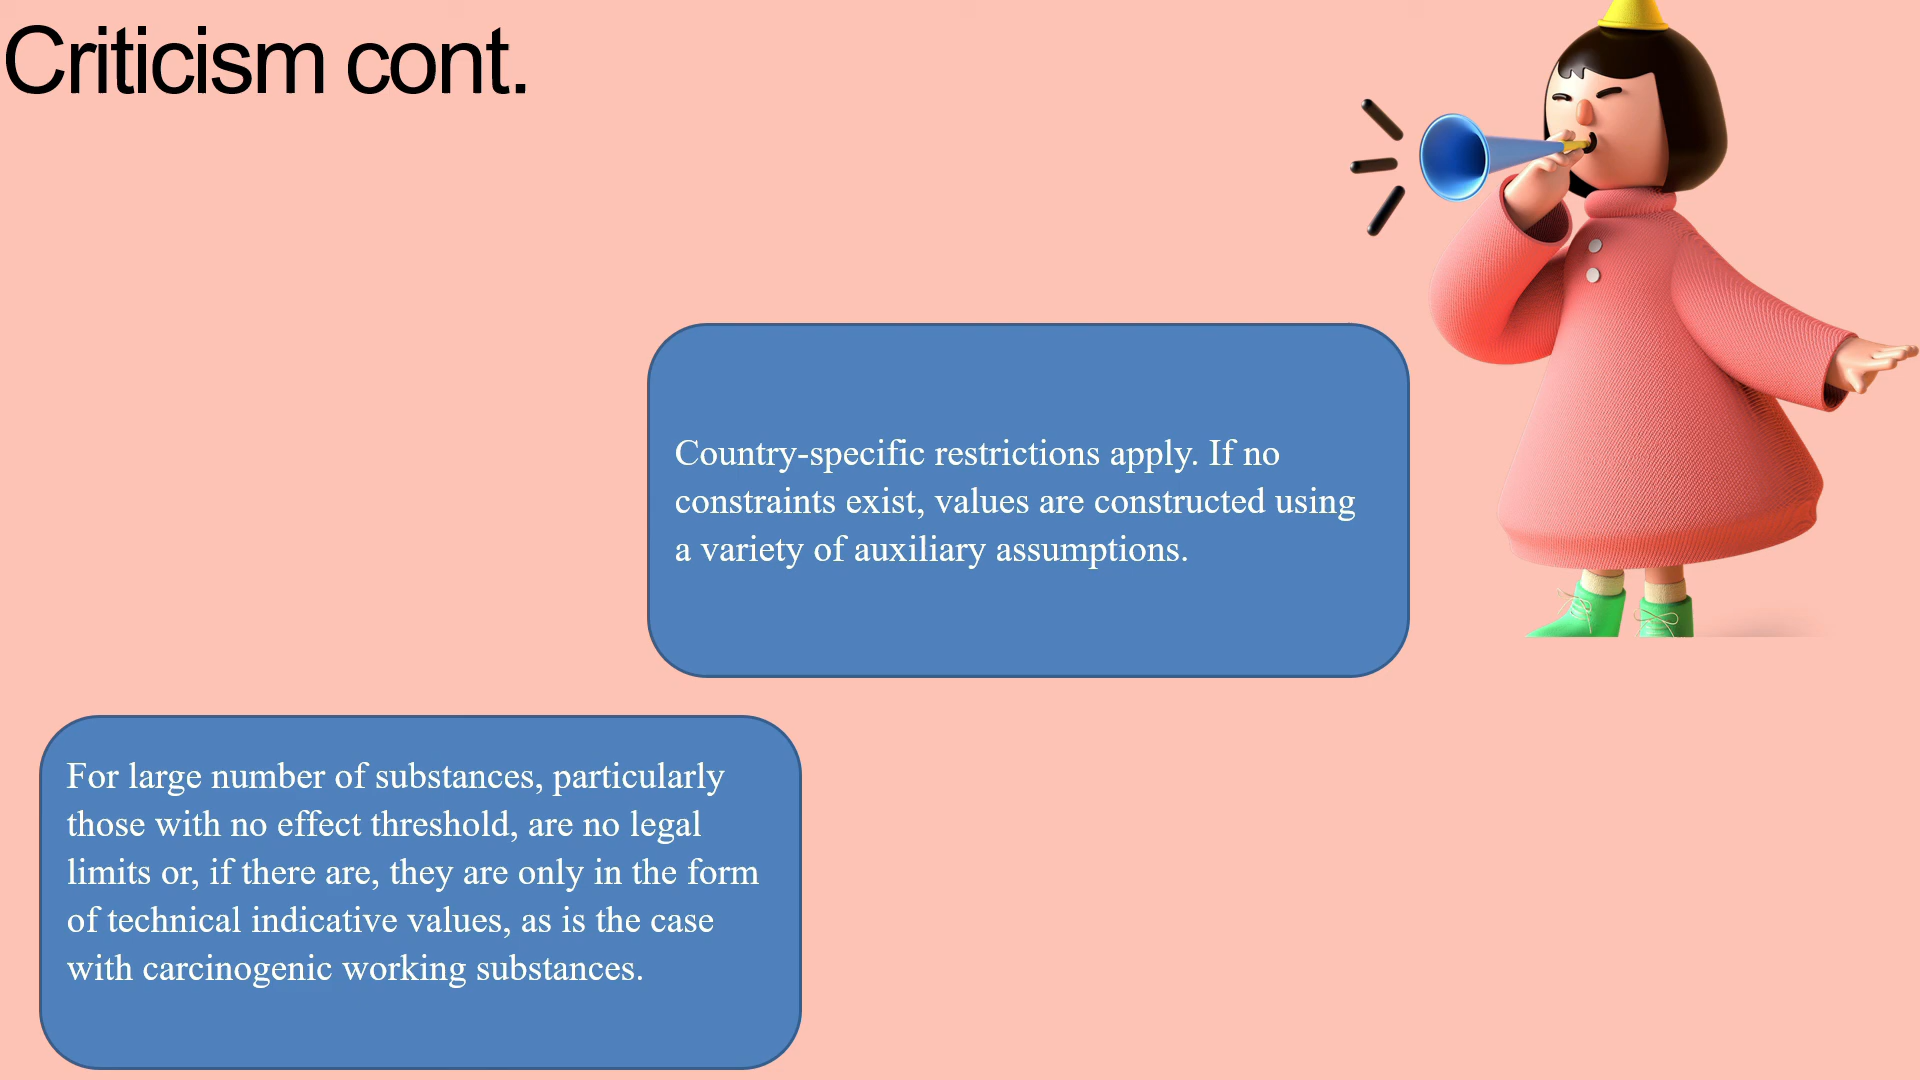 Criticism cont.
Country-specific restrictions apply. If no
constraints exist, values are constructed using
a variety of auxiliary assumptions.
For large number of substances, particularly
those with no effect threshold, are no legal
limits or, if there are, they are only in the form
of technical indicative values, as is the case
with carcinogenic working substances.